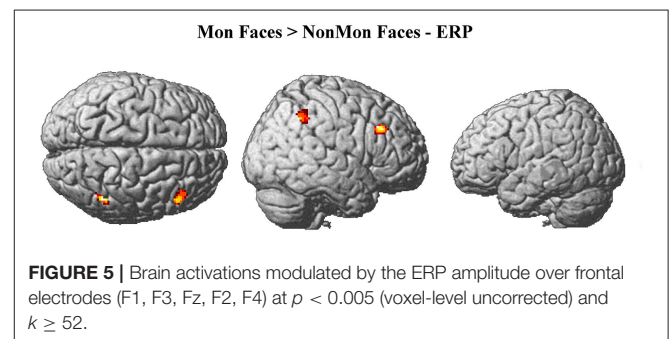 Mon Faces > NonMon Faces - ERP
FIGURE 5 | Brain activations modulated by the ERP amplitude over frontal
electrodes (F1, F3, Fz, F2, F4) at p < 0.005 (voxel-level uncorrected) and
k ≥ 52.